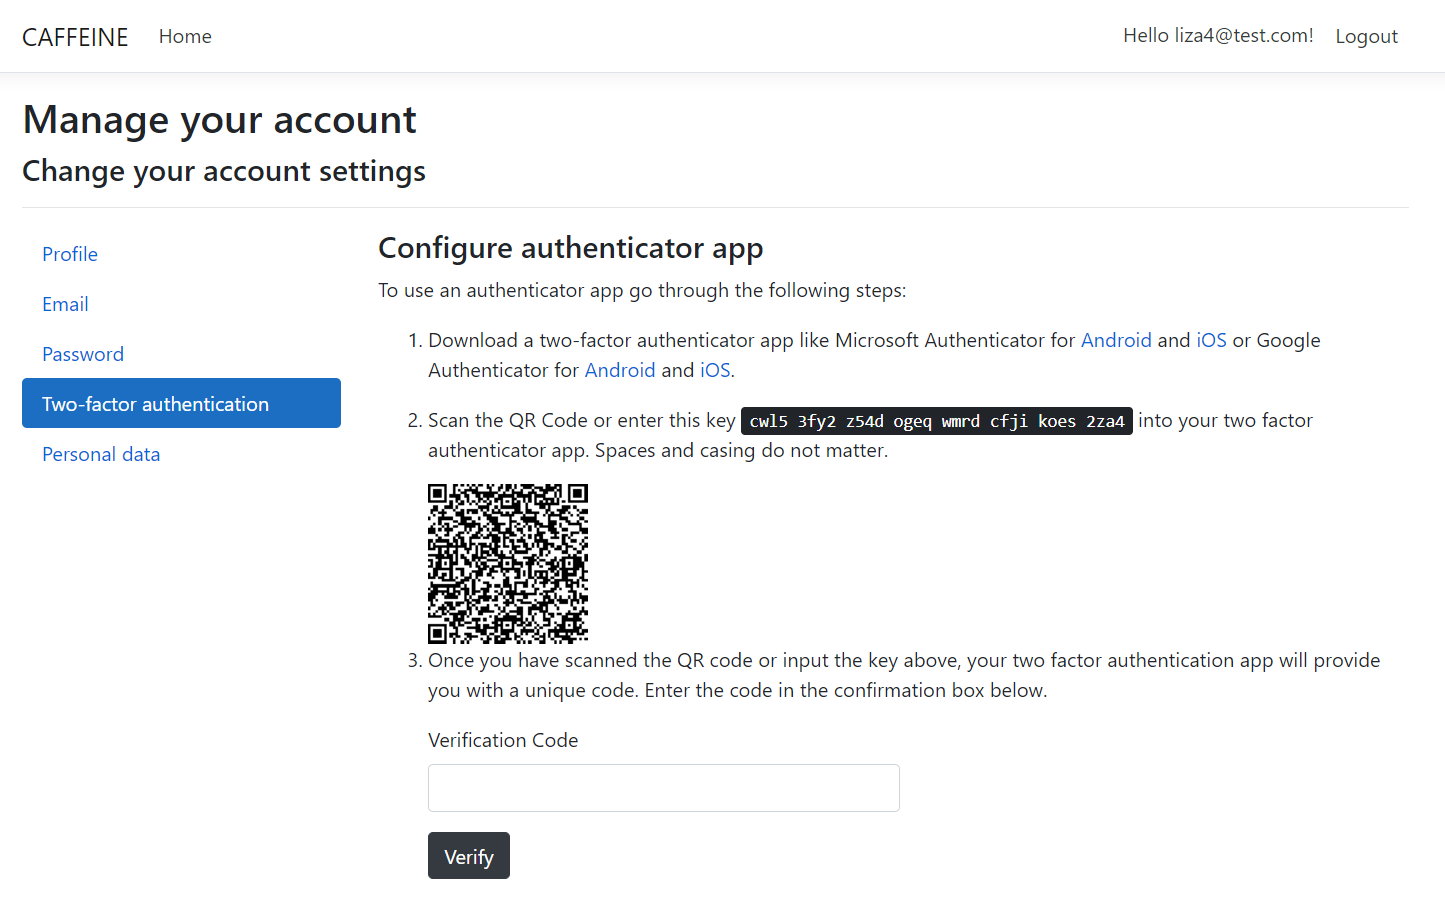 CAFFEINE Home Hello liza4@test.com! Logout
Manage your account
Change your account settings
Profile
Email
Password
Two-factor authentication
Personal data
Configure authenticator app
To use an authenticator app go through the following steps:
1. Download a two-factor authenticator app like Microsoft Authenticator for Android and iOS or Google
Authenticator for Android and iOS.
2. Scan the QR Code or enter this key cwl5 3fy2 z54d ogeq wmrd cfji koes 2za4 into your two factor
authenticator app. Spaces and casing do not matter.
3. Once you have scanned the QR code or input the key above, your two factor authentication app will provide
you with a unique code. Enter the code in the confirmation box below.
Verification Code
Verify